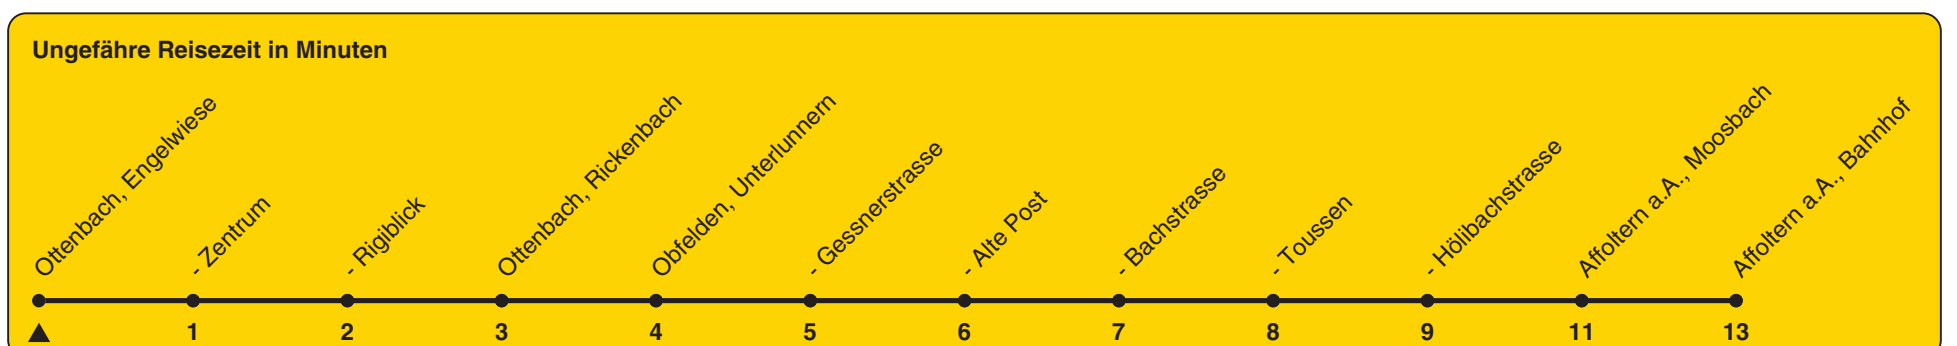 Ungefähre Reisezeit in Minuten
Ottenbach, Engelwiese
- Zentrum
- Rigiblick
Ottenbach, Rickenbach
Obfelden, Unterlunnern
- Gessnerstrasse
- Alte Post
- Bachstrasse
- Toussen
- Hölibachstrasse
Affoltern a.A., Moosbach
Affoltern a.A., Bahnhof
1 2 3 4 5 6 7 8 9 11 13